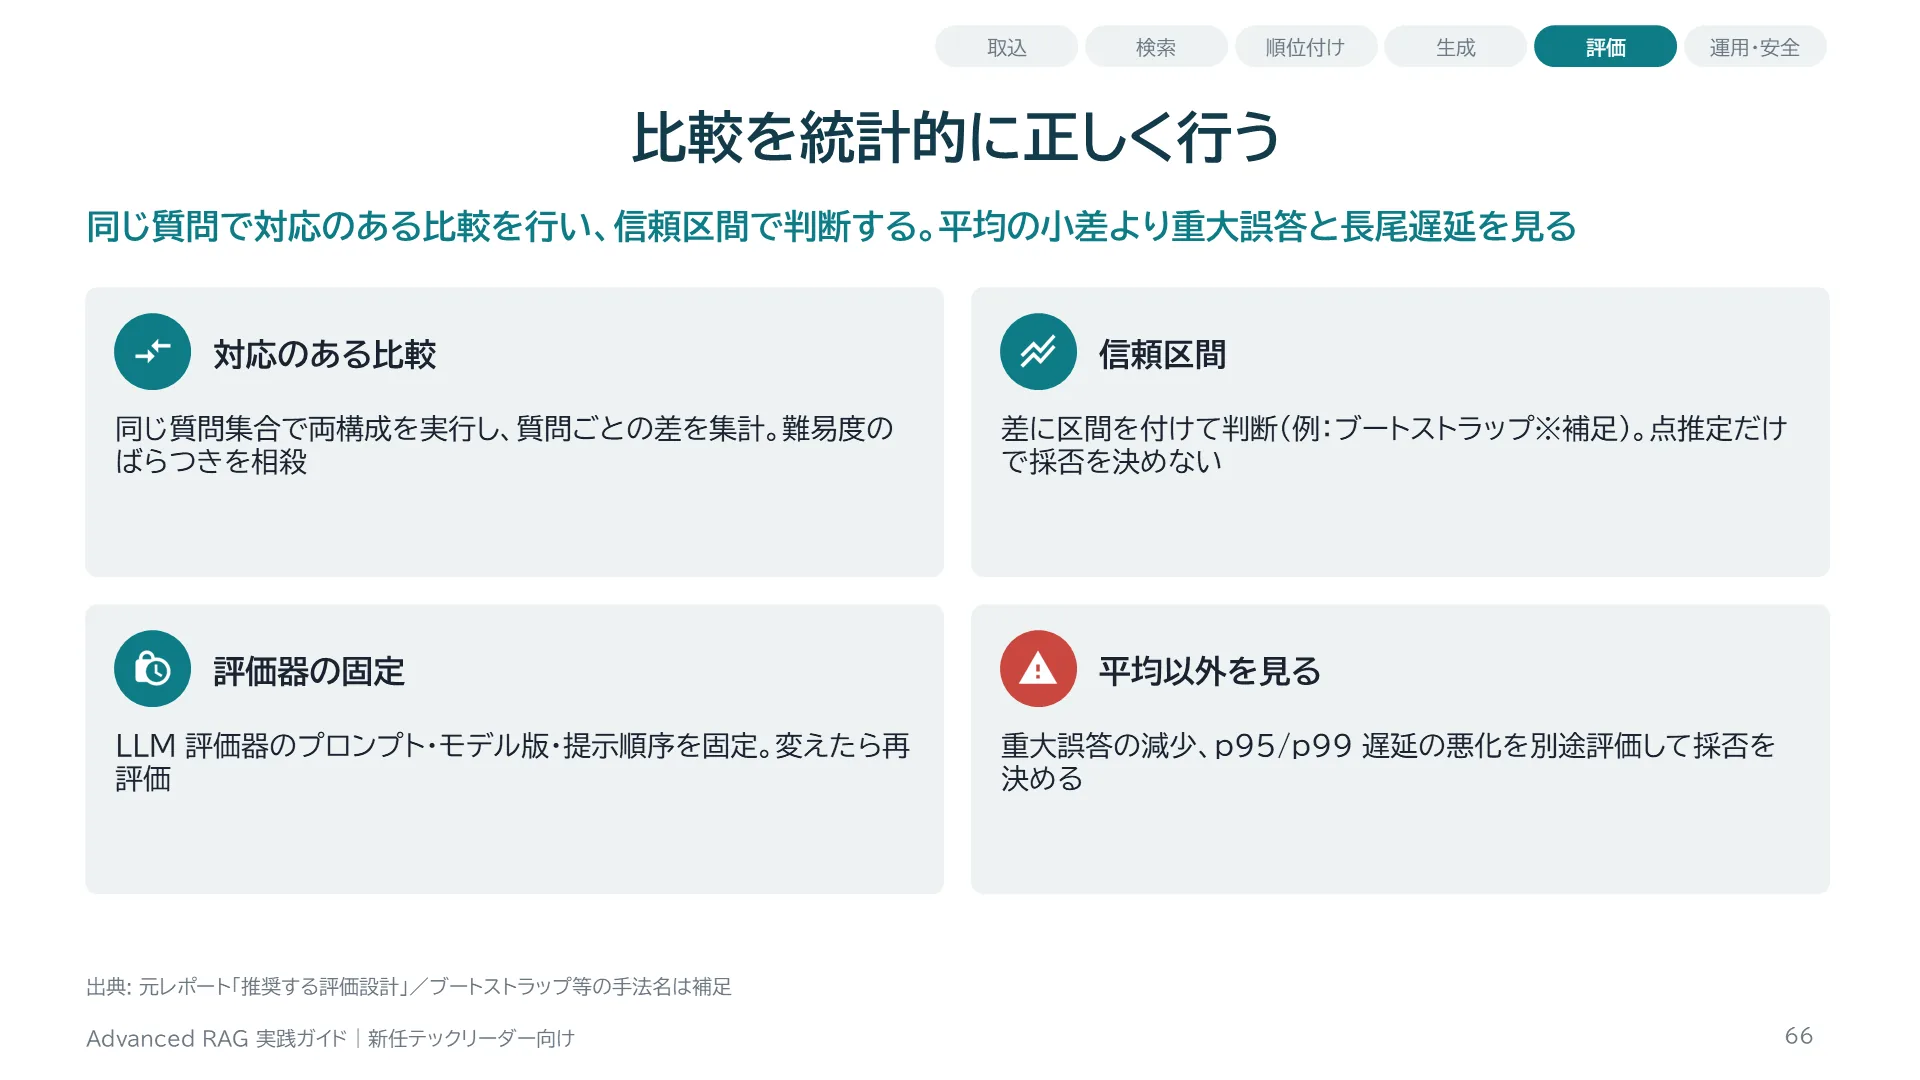 取込
検索
順位付け
生成
評価
運用・安全
比較を統計的に正しく行う
同じ質問で対応のある比較を行い、信頼区間で判断する。平均の小差より重大誤答と長尾遅延を見る
対応のある比較
同じ質問集合で両構成を実行し、質問ごとの差を集計。難易度の
ばらつきを相殺
信頼区間
差に区間を付けて判断（例：ブートストラップ※補足）。点推定だけ
で採否を決めない
評価器の固定
LLM 評価器のプロンプト・モデル版・提示順序を固定。変えたら再
評価
平均以外を見る
重大誤答の減少、p95/p99 遅延の悪化を別途評価して採否を
決める
出典: 元レポート「推奨する評価設計」／ブートストラップ等の手法名は補足
Advanced RAG 実践ガイド｜新任テックリーダー向け
66